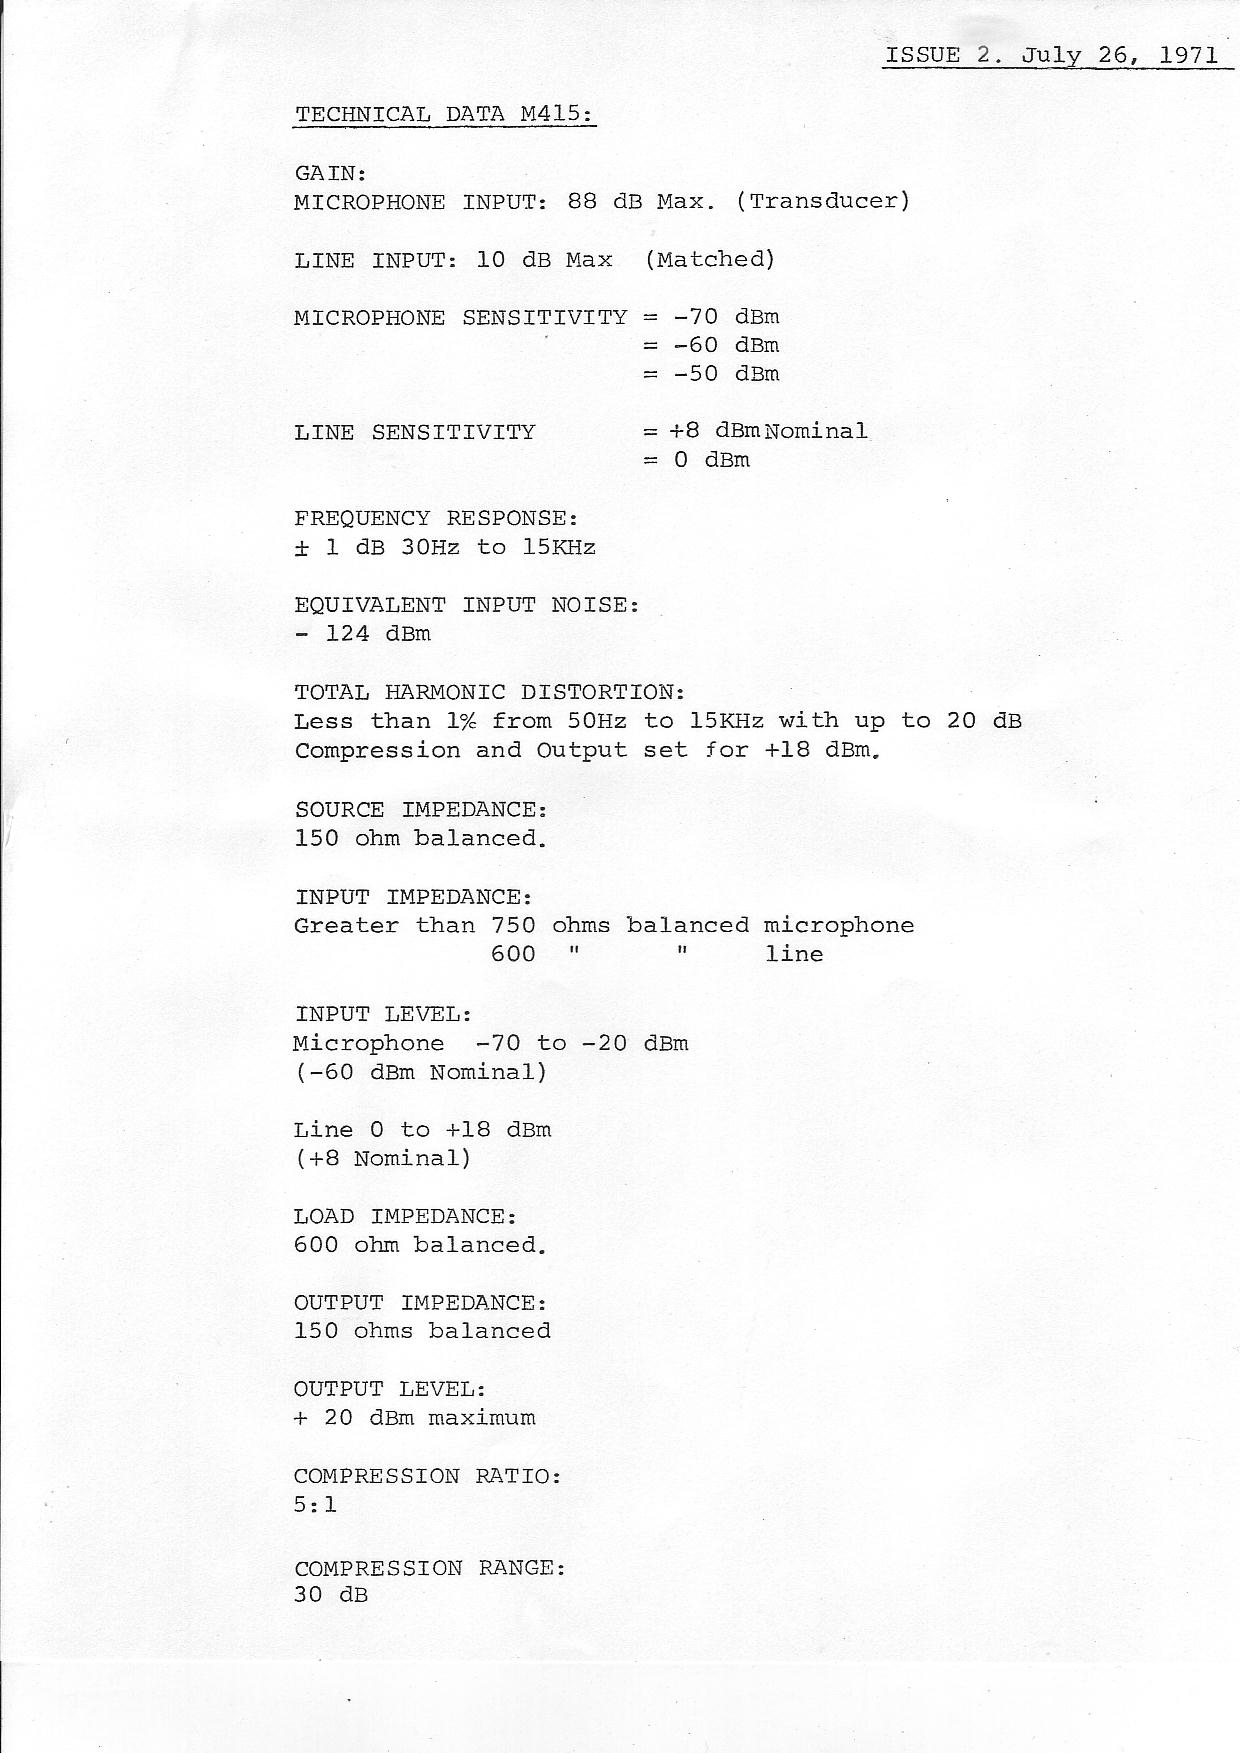 ISSUE 2. July 26, 1971
TECHNICAL DATA M415:
GAIN:
MICROPHONE INPUT: 88 dB Max. (Transducer)
LINE INPUT: 10 dB Max (Matched)
MICROPHONE SENSITIVITY = -70 dBm
= -60 dBm
= -50 dBm
LINE SENSITIVITY = +8 dBm Nominal
= 0 dBm
FREQUENCY RESPONSE:
± 1 dB 30Hz to 15KHz
EQUIVALENT INPUT NOISE:
- 124 dBm
TOTAL HARMONIC DISTORTION:
Less than 1% from 50Hz to 15KHz with up to 20 dB
Compression and Output set for +18 dBm.
SOURCE IMPEDANCE:
150 ohm balanced.
INPUT IMPEDANCE:
Greater than 750 ohms balanced microphone
600 " " line
INPUT LEVEL:
Microphone -70 to -20 dBm
(-60 dBm Nominal)
Line 0 to +18 dBm
(+8 Nominal)
LOAD IMPEDANCE:
600 ohm balanced.
OUTPUT IMPEDANCE:
150 ohms balanced
OUTPUT LEVEL:
+ 20 dBm maximum
COMPRESSION RATIO:
5:1
COMPRESSION RANGE:
30 dB